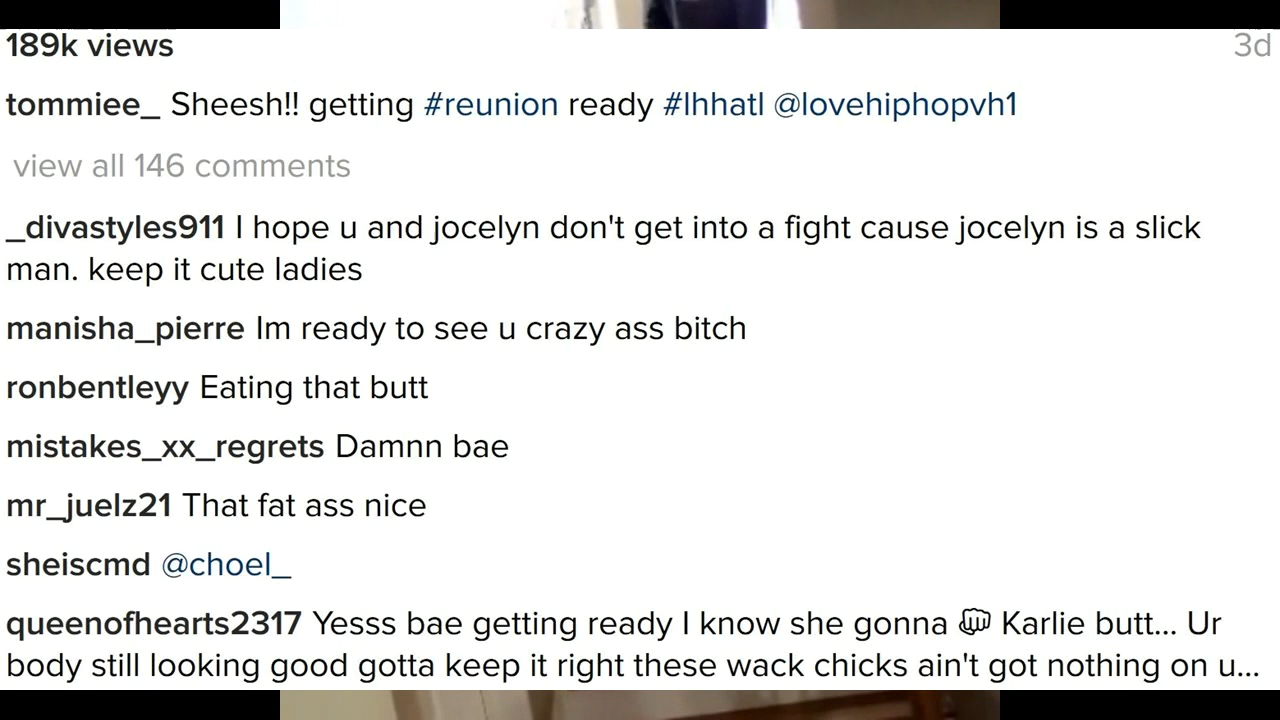 189k views
3d
tommiee_ Sheesh!! getting #reunion ready #lhhatl @lovehiphopvh1
view all 146 comments
_divastyles911 I hope u and jocelyn don't get into a fight cause jocelyn is a slick
man. keep it cute ladies
manisha_pierre Im ready to see u crazy ass bitch
ronbentleyy Eating that butt
mistakes_xx_regrets Damnn bae
mr_juelz21 That fat ass nice
sheiscmd @choel_
queenofhearts2317 Yesss bae getting ready I know she gonna 👊 Karlie butt... Ur
body still looking good gotta keep it right these wack chicks ain't got nothing on u...